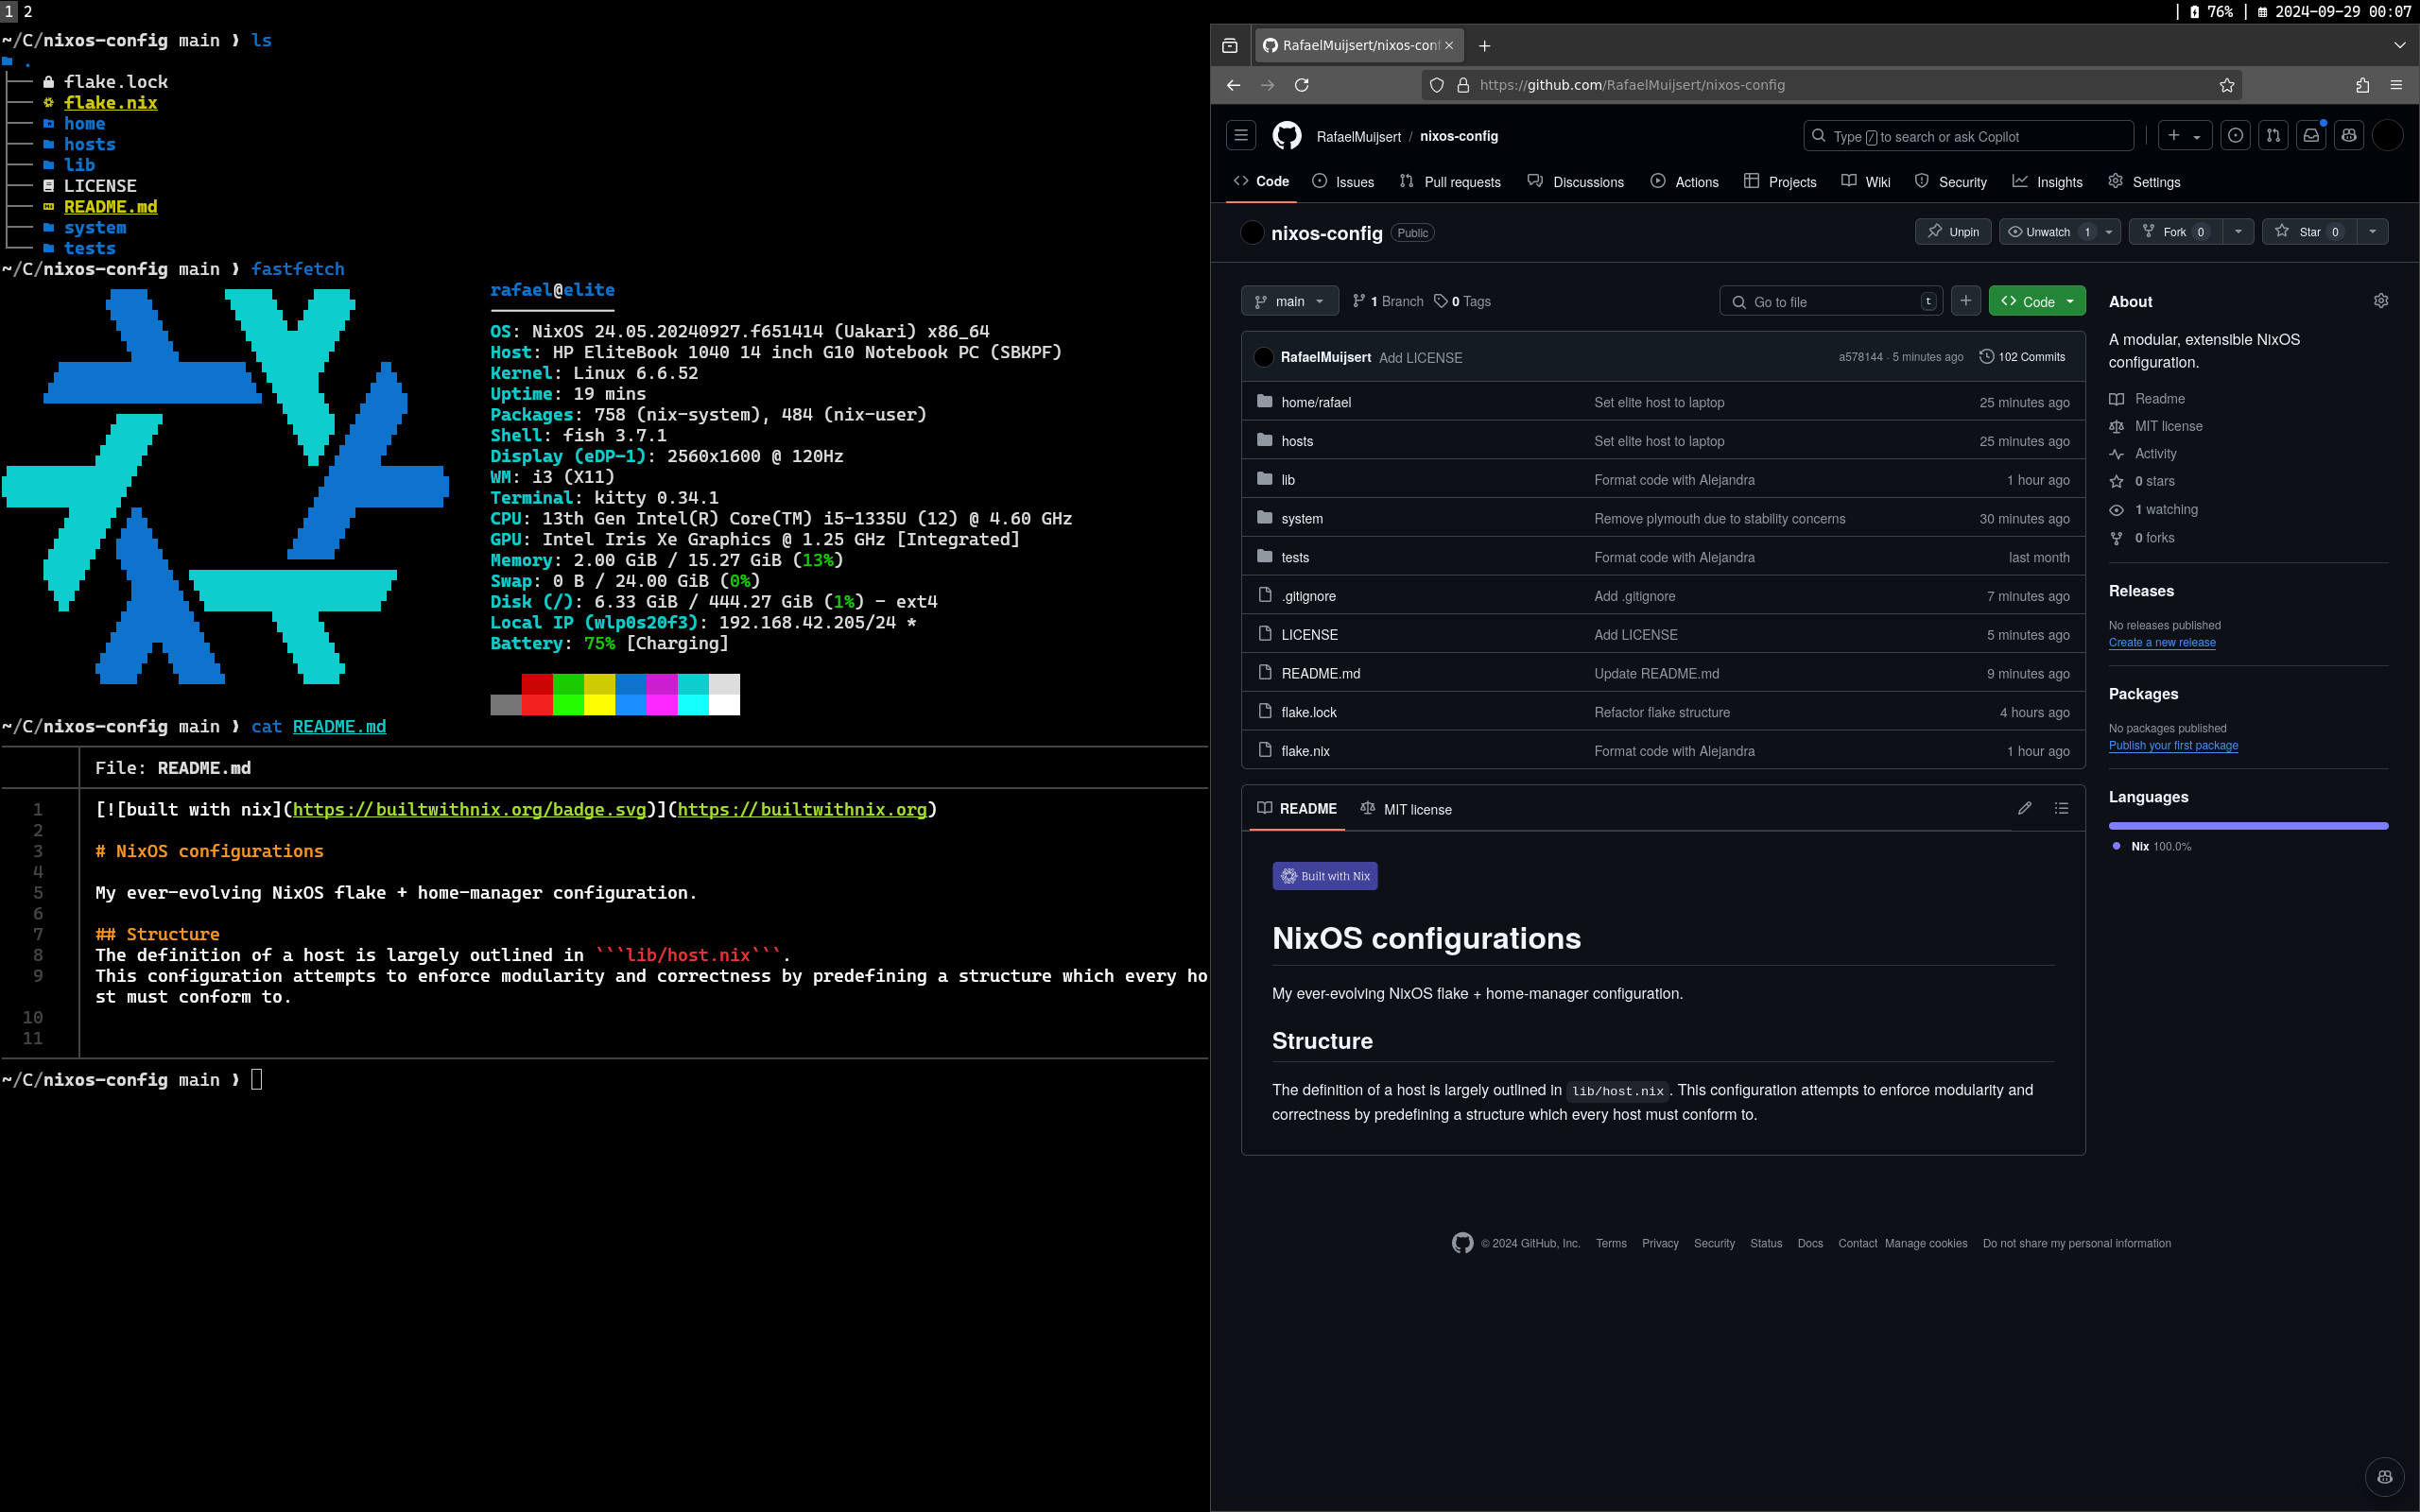 1 2
| 76% | 2024-09-29 00:07
~/C/nixos-config main ❯ ls
.
flake.lock
flake.nix
home
hosts
lib
LICENSE
README.md
system
tests
~/C/nixos-config main ❯ fastfetch
rafael@elite
OS: NixOS 24.05.20240927.f651414 (Uakari) x86_64
Host: HP EliteBook 1040 14 inch G10 Notebook PC (SBKPF)
Kernel: Linux 6.6.52
Uptime: 19 mins
Packages: 758 (nix-system), 484 (nix-user)
Shell: fish 3.7.1
Display (eDP-1): 2560x1600 @ 120Hz
WM: i3 (X11)
Terminal: kitty 0.34.1
CPU: 13th Gen Intel(R) Core(TM) i5-1335U (12) @ 4.60 GHz
GPU: Intel Iris Xe Graphics @ 1.25 GHz [Integrated]
Memory: 2.00 GiB / 15.27 GiB (13%)
Swap: 0 B / 24.00 GiB (0%)
Disk (/): 6.33 GiB / 444.27 GiB (1%) - ext4
Local IP (wlp0s20f3): 192.168.42.205/24 *
Battery: 75% [Charging]
~/C/nixos-config main ❯ cat README.md
File: README.md
1 [![built with nix](https://builtwithnix.org/badge.svg)](https://builtwithnix.org)
2
3 # NixOS configurations
4
5 My ever-evolving NixOS flake + home-manager configuration.
6
7 ## Structure
8 The definition of a host is largely outlined in ```lib/host.nix```.
9 This configuration attempts to enforce modularity and correctness by predefining a structure which every ho
st must conform to.
10
11
~/C/nixos-config main ❯
RafaelMuijsert/nixos-conf
https://github.com/RafaelMuijsert/nixos-config
RafaelMuijsert / nixos-config
Type / to search or ask Copilot
Code Issues Pull requests Discussions Actions Projects Wiki Security Insights Settings
nixos-config Public
Unpin Unwatch 1 Fork 0 Star 0
main 1 Branch 0 Tags
Go to file t
Code
RafaelMuijsert Add LICENSE a578144 · 5 minutes ago 102 Commits
home/rafael Set elite host to laptop 25 minutes ago
hosts Set elite host to laptop 25 minutes ago
lib Format code with Alejandra 1 hour ago
system Remove plymouth due to stability concerns 30 minutes ago
tests Format code with Alejandra last month
.gitignore Add .gitignore 7 minutes ago
LICENSE Add LICENSE 5 minutes ago
README.md Update README.md 9 minutes ago
flake.lock Refactor flake structure 4 hours ago
flake.nix Format code with Alejandra 1 hour ago
README MIT license
Built with Nix
NixOS configurations
My ever-evolving NixOS flake + home-manager configuration.
Structure
The definition of a host is largely outlined in lib/host.nix. This configuration attempts to enforce modularity and
correctness by predefining a structure which every host must conform to.
About
A modular, extensible NixOS
configuration.
Readme
MIT license
Activity
0 stars
1 watching
0 forks
Releases
No releases published
Create a new release
Packages
No packages published
Publish your first package
Languages
Nix 100.0%
© 2024 GitHub, Inc. Terms Privacy Security Status Docs Contact Manage cookies Do not share my personal information